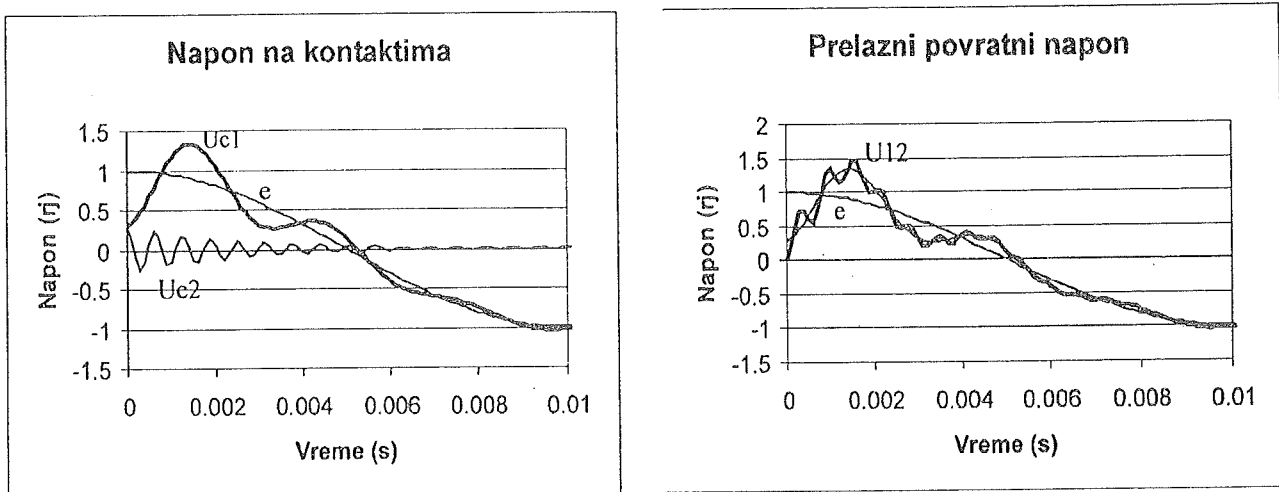 Napon na kontaktima
Napon (rj)
1.5
1
0.5
0
-0.5
-1
-1.5
Uc1
e
Uc2
0
0.002
0.004
0.006
0.008
0.01
Vreme (s)
Prelazni povratni napon
Napon (rj)
2
1.5
1
0.5
0
-0.5
-1
-1.5
U12
e
0
0.002
0.004
0.006
0.008
0.01
Vreme (s)